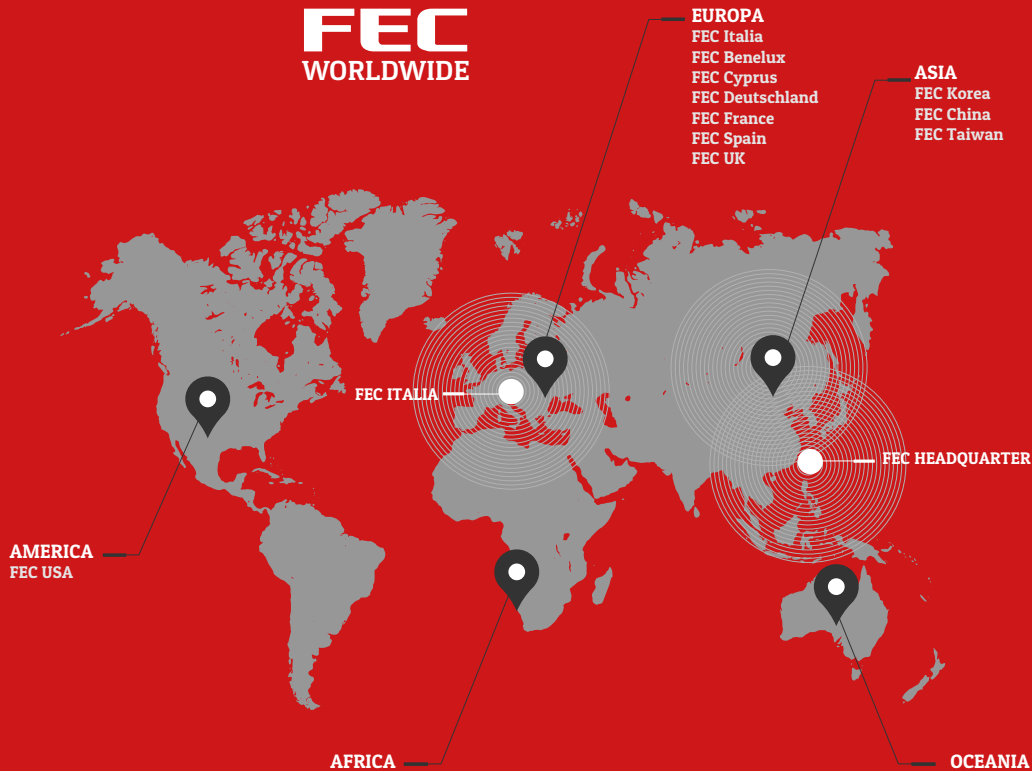 FEC
WORLDWIDE
EUROPA
FEC Italia
FEC Benelux
FEC Cyprus
FEC Deutschland
FEC France
FEC Spain
FEC UK
ASIA
FEC Korea
FEC China
FEC Taiwan
FEC ITALIA
FEC HEADQUARTER
AMERICA
FEC USA
AFRICA
OCEANIA